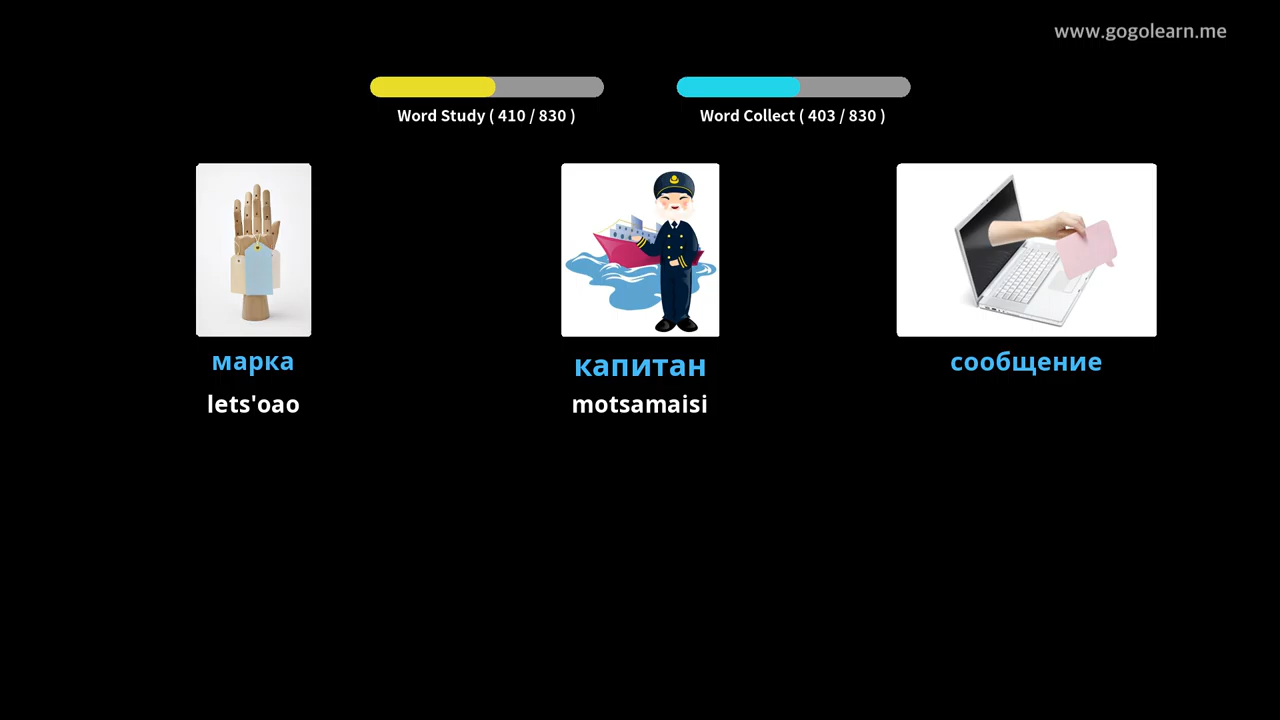 www.gogolearn.me
Word Study ( 410 / 830 )
Word Collect ( 403 / 830 )
марка
капитан
сообщение
lets'oao
motsamaisi